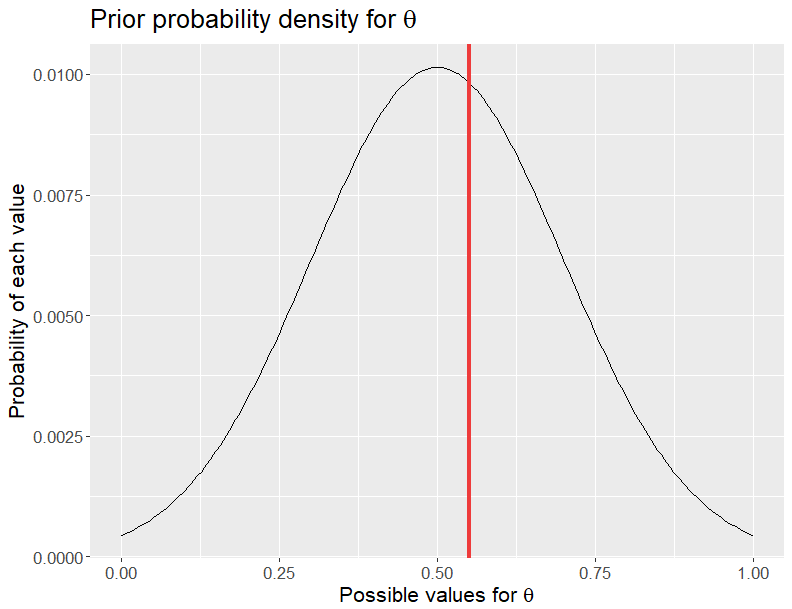 Prior probability density for θ
Probability of each value
0.0100
0.0075
0.0050
0.0025
0.0000
0.00 0.25 0.50 0.75 1.00
Possible values for θ